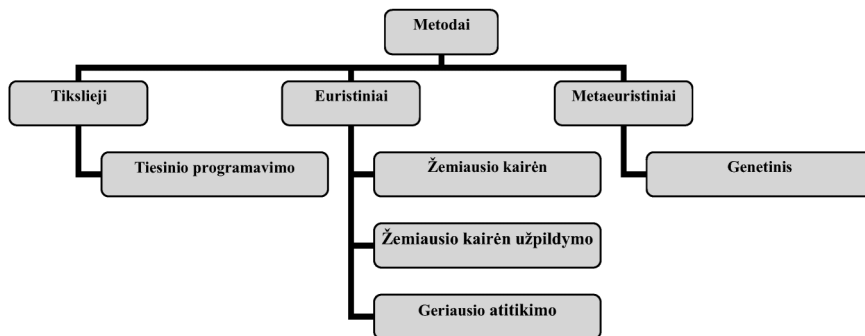 Metodai
Tikslieji
Euristiniai
Metaeuristiniai
Tiesinio programavimo
Žemiausio kairėn
Genetinis
Žemiausio kairėn užpildymo
Geriausio atitikimo